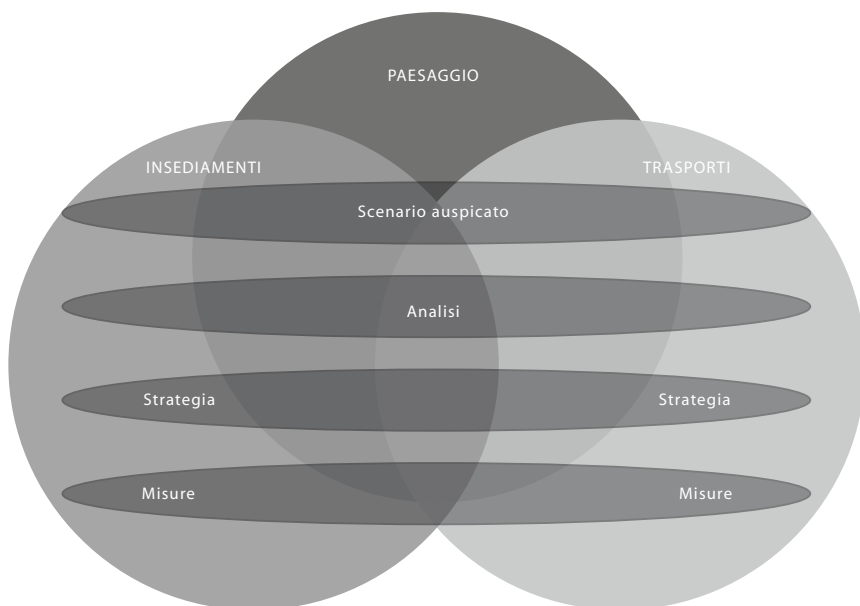 PAESAGGIO
INSEDIAMENTI TRASPORTI
Scenario auspicato
Analisi
Strategia Strategia
Misure Misure